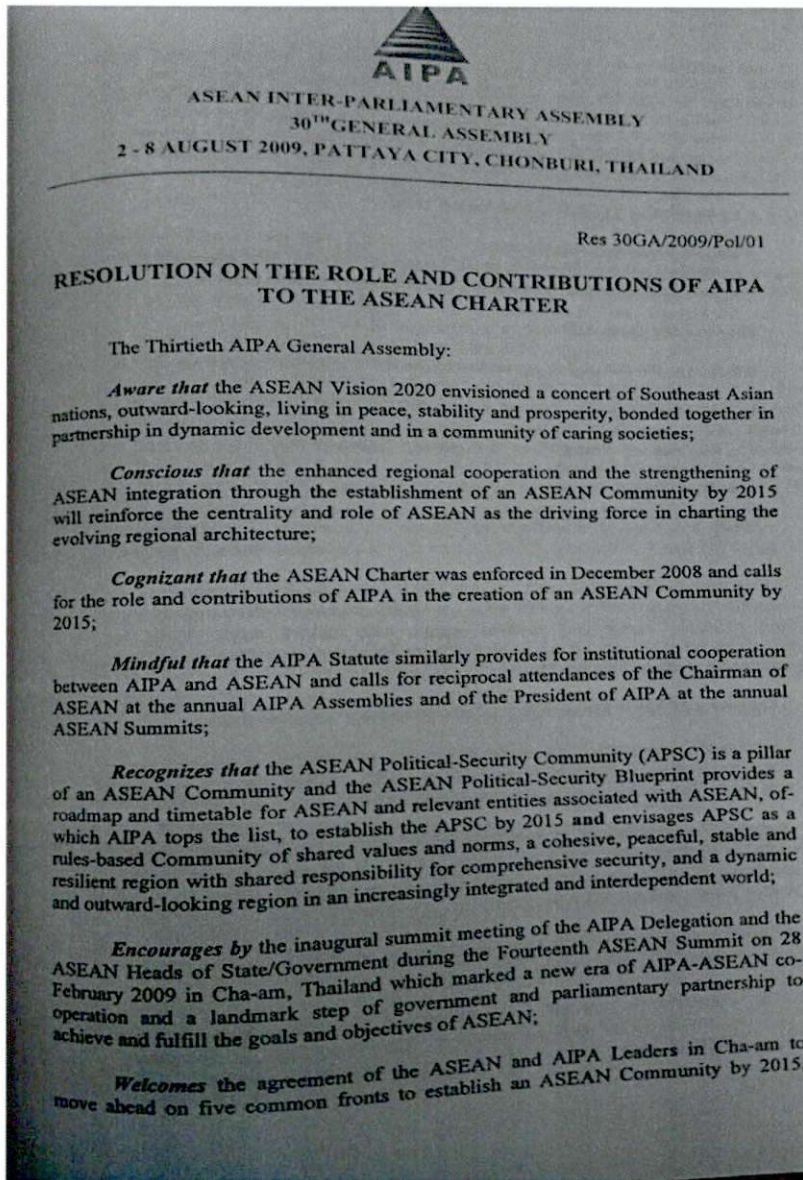 AIPA
ASEAN INTER-PARLIAMENTARY ASSEMBLY
30TH GENERAL ASSEMBLY
2 - 8 AUGUST 2009, PATTAYA CITY, CHONBURI, THAILAND
Res 30GA/2009/Pol/01
RESOLUTION ON THE ROLE AND CONTRIBUTIONS OF AIPA
TO THE ASEAN CHARTER
The Thirtieth AIPA General Assembly:
Aware that the ASEAN Vision 2020 envisioned a concert of Southeast Asian
nations, outward-looking, living in peace, stability and prosperity, bonded together in
partnership in dynamic development and in a community of caring societies;
Conscious that the enhanced regional cooperation and the strengthening of
ASEAN integration through the establishment of an ASEAN Community by 2015
will reinforce the centrality and role of ASEAN as the driving force in charting the
evolving regional architecture;
Cognizant that the ASEAN Charter was enforced in December 2008 and calls
for the role and contributions of AIPA in the creation of an ASEAN Community by
2015;
Mindful that the AIPA Statute similarly provides for institutional cooperation
between AIPA and ASEAN and calls for reciprocal attendances of the Chairman of
ASEAN at the annual AIPA Assemblies and of the President of AIPA at the annual
ASEAN Summits;
Recognizes that the ASEAN Political-Security Community (APSC) is a pillar
of an ASEAN Community and the ASEAN Political-Security Blueprint provides a
roadmap and timetable for ASEAN and relevant entities associated with ASEAN, of-
which AIPA tops the list, to establish the APSC by 2015 and envisages APSC as a
rules-based Community of shared values and norms, a cohesive, peaceful, stable and
resilient region with shared responsibility for comprehensive security, and a dynamic
and outward-looking region in an increasingly integrated and interdependent world;
Encourages by the inaugural summit meeting of the AIPA Delegation and the
ASEAN Heads of State/Government during the Fourteenth ASEAN Summit on 28
February 2009 in Cha-am, Thailand which marked a new era of AIPA-ASEAN co-
operation and a landmark step of government and parliamentary partnership to
achieve and fulfill the goals and objectives of ASEAN;
Welcomes the agreement of the ASEAN and AIPA Leaders in Cha-am to
move ahead on five common fronts to establish an ASEAN Community by 2015,